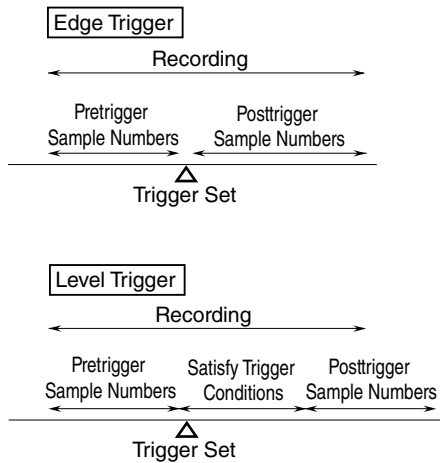 Edge Trigger
Recording
Pretrigger
Sample Numbers
Posttrigger
Sample Numbers
Trigger Set
Level Trigger
Recording
Pretrigger
Sample Numbers
Satisfy Trigger
Conditions
Posttrigger
Sample Numbers
Trigger Set